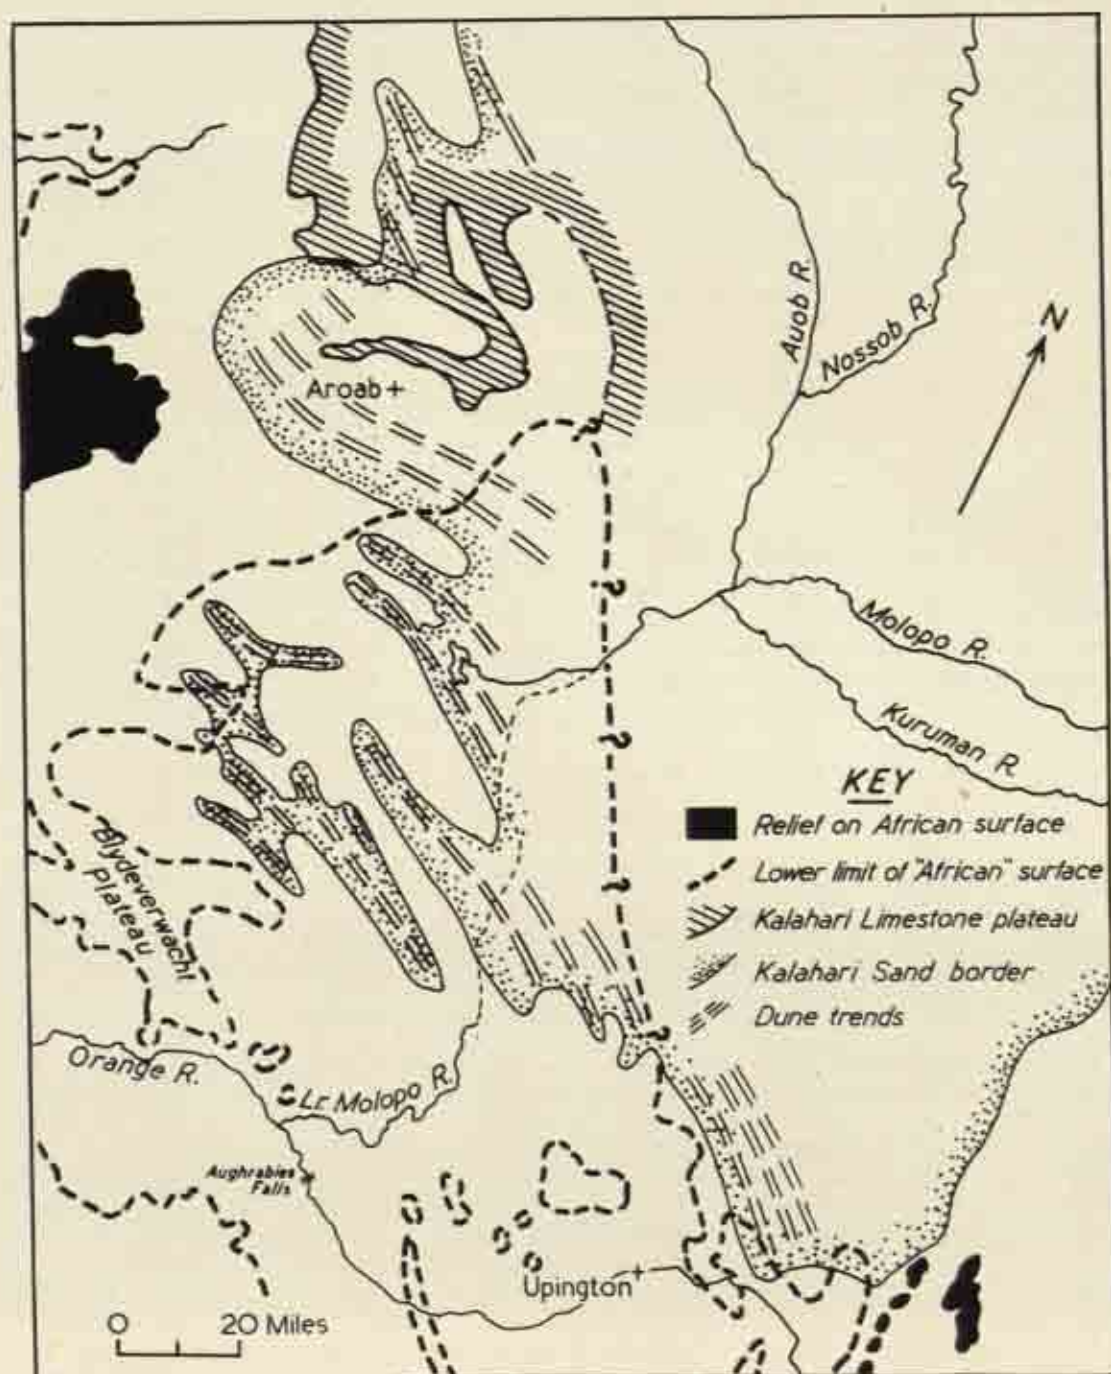 N
Auob R.
Nossob R.
Aroab +
Molopo R.
Kuruman R.
KEY
Relief on African surface
Lower limit of "African" surface
Kalahari Limestone plateau
Kalahari Sand border
Dune trends
Blydeverwacht
Plateau
Orange R.
Lr. Molopo R.
Aughrabies
Falls
Upington +
0 20 Miles
?
?
?
?